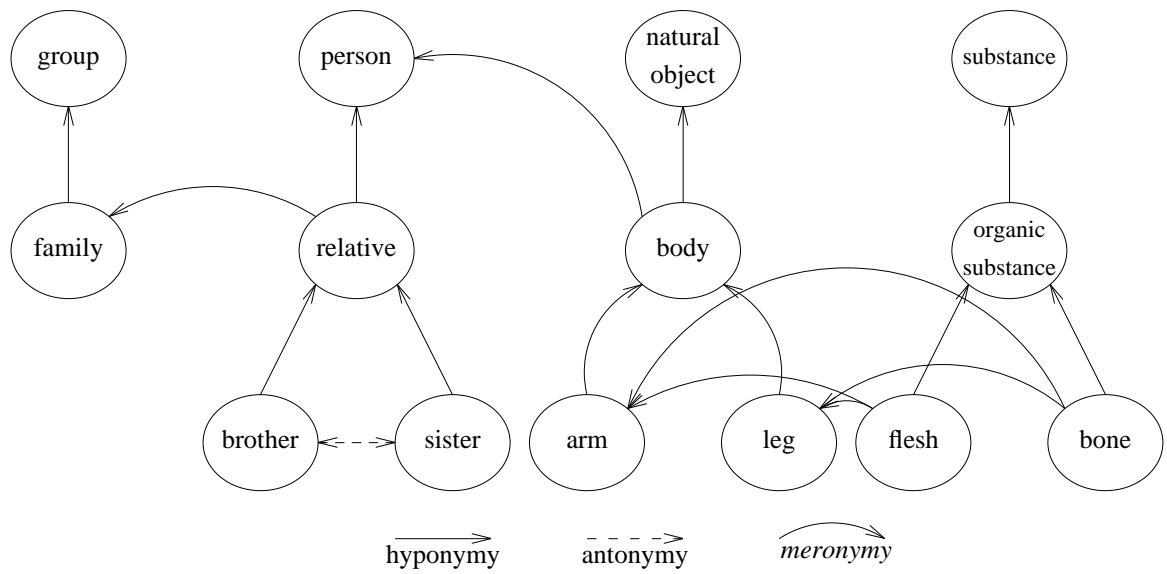 group
person
natural
object
substance
family
relative
body
organic
substance
brother
sister
arm
leg
flesh
bone
hyponymy
antonymy
meronymy